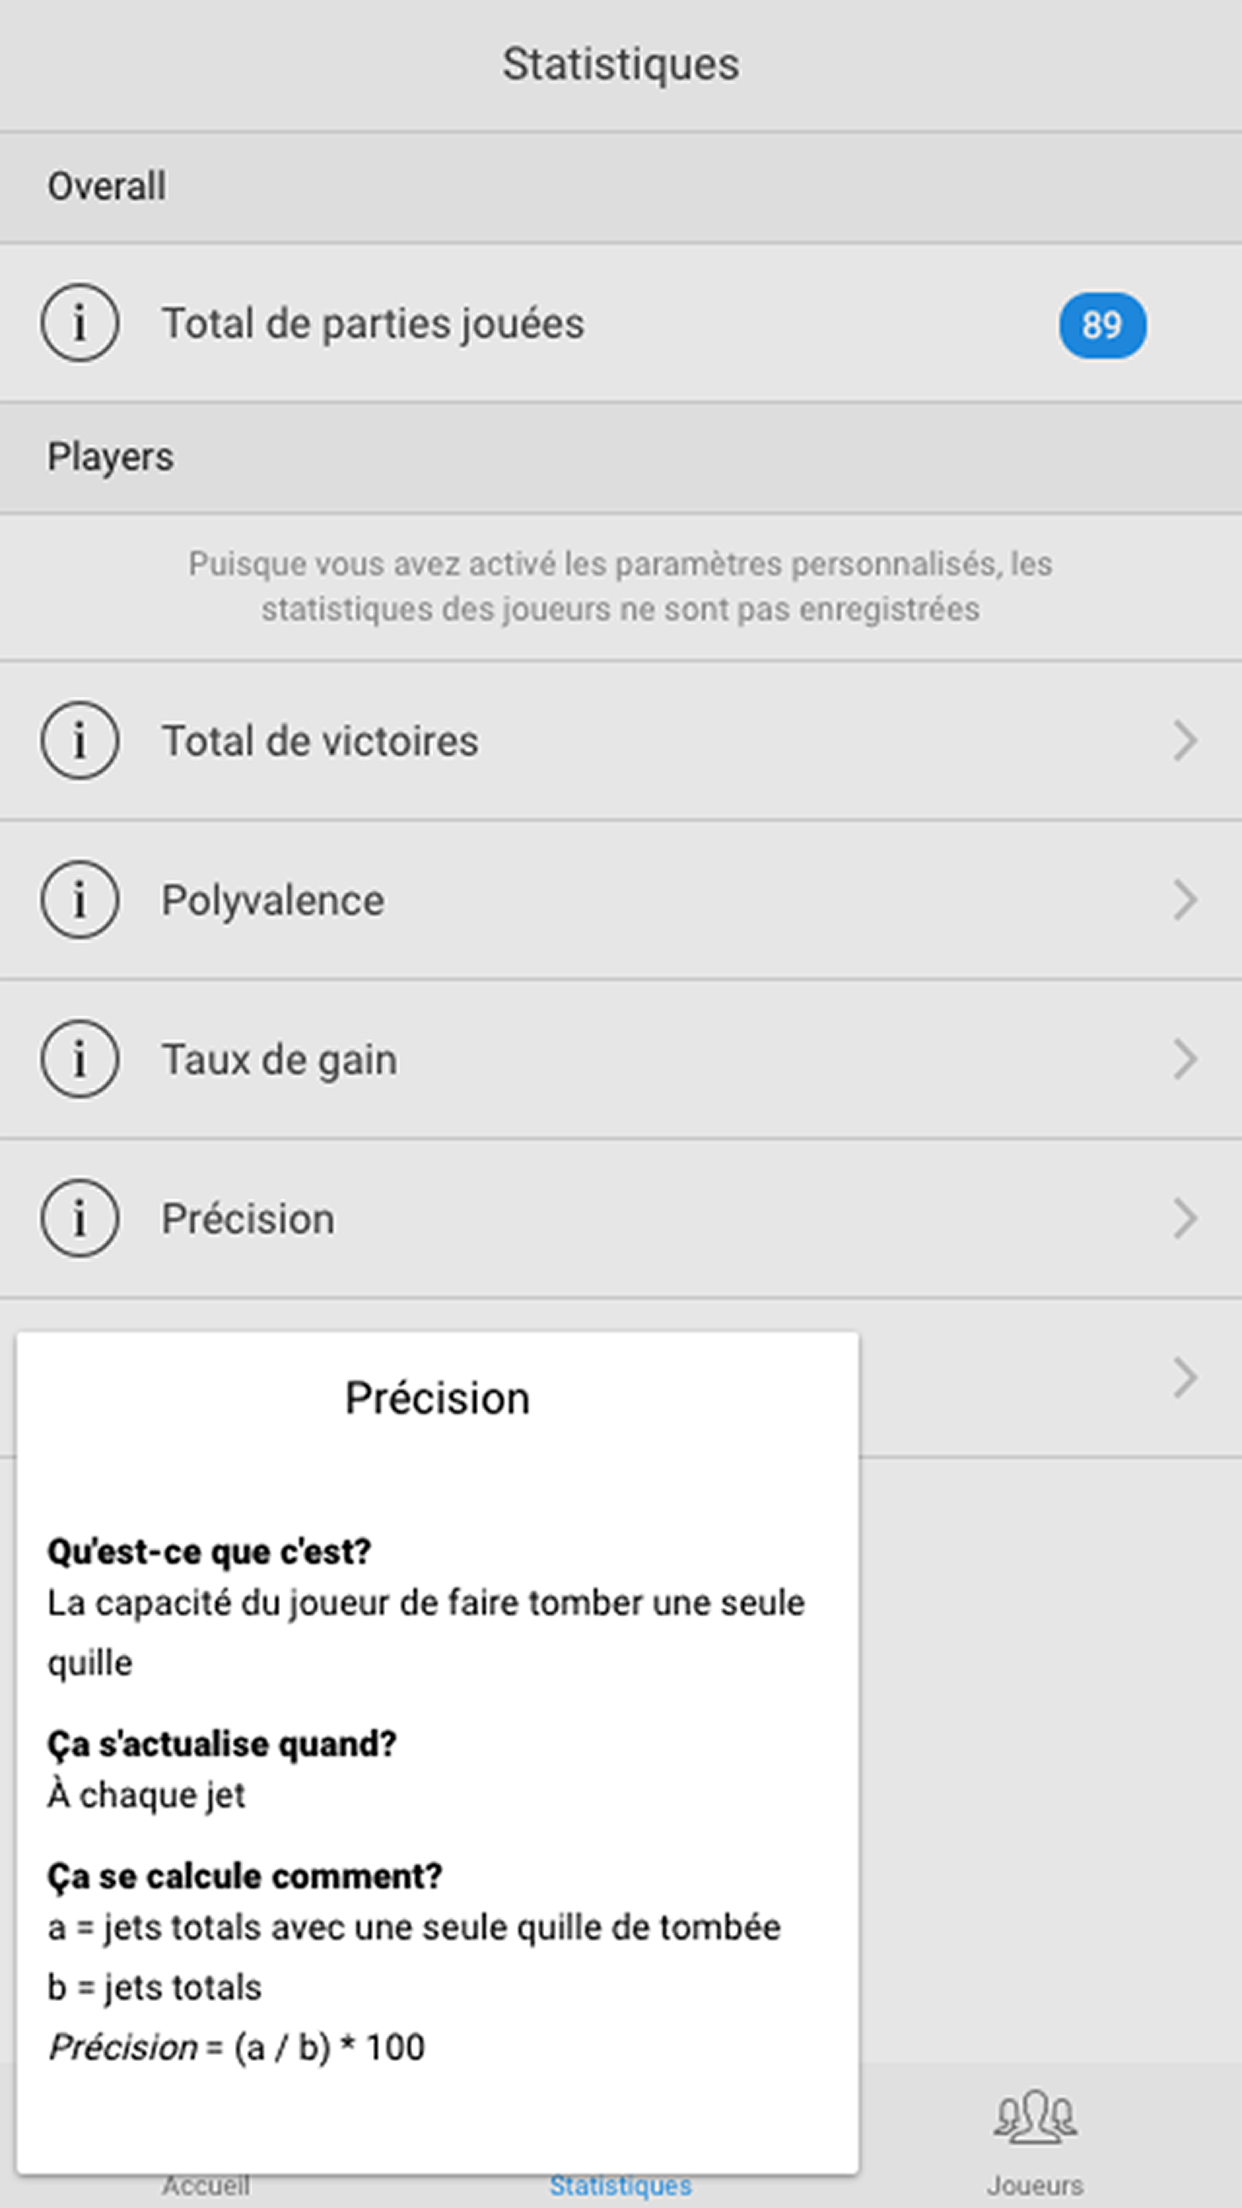 Statistiques
Overall
Total de parties jouées
89
Players
Puisque vous avez activé les paramètres personnalisés, les
statistiques des joueurs ne sont pas enregistrées
Total de victoires
Polyvalence
Taux de gain
Précision
Précision
Qu'est-ce que c'est?
La capacité du joueur de faire tomber une seule
quille
Ça s'actualise quand?
À chaque jet
Ça se calcule comment?
a = jets totals avec une seule quille de tombée
b = jets totals
Précision = (a / b) * 100
Accueil
Statistiques
Joueurs